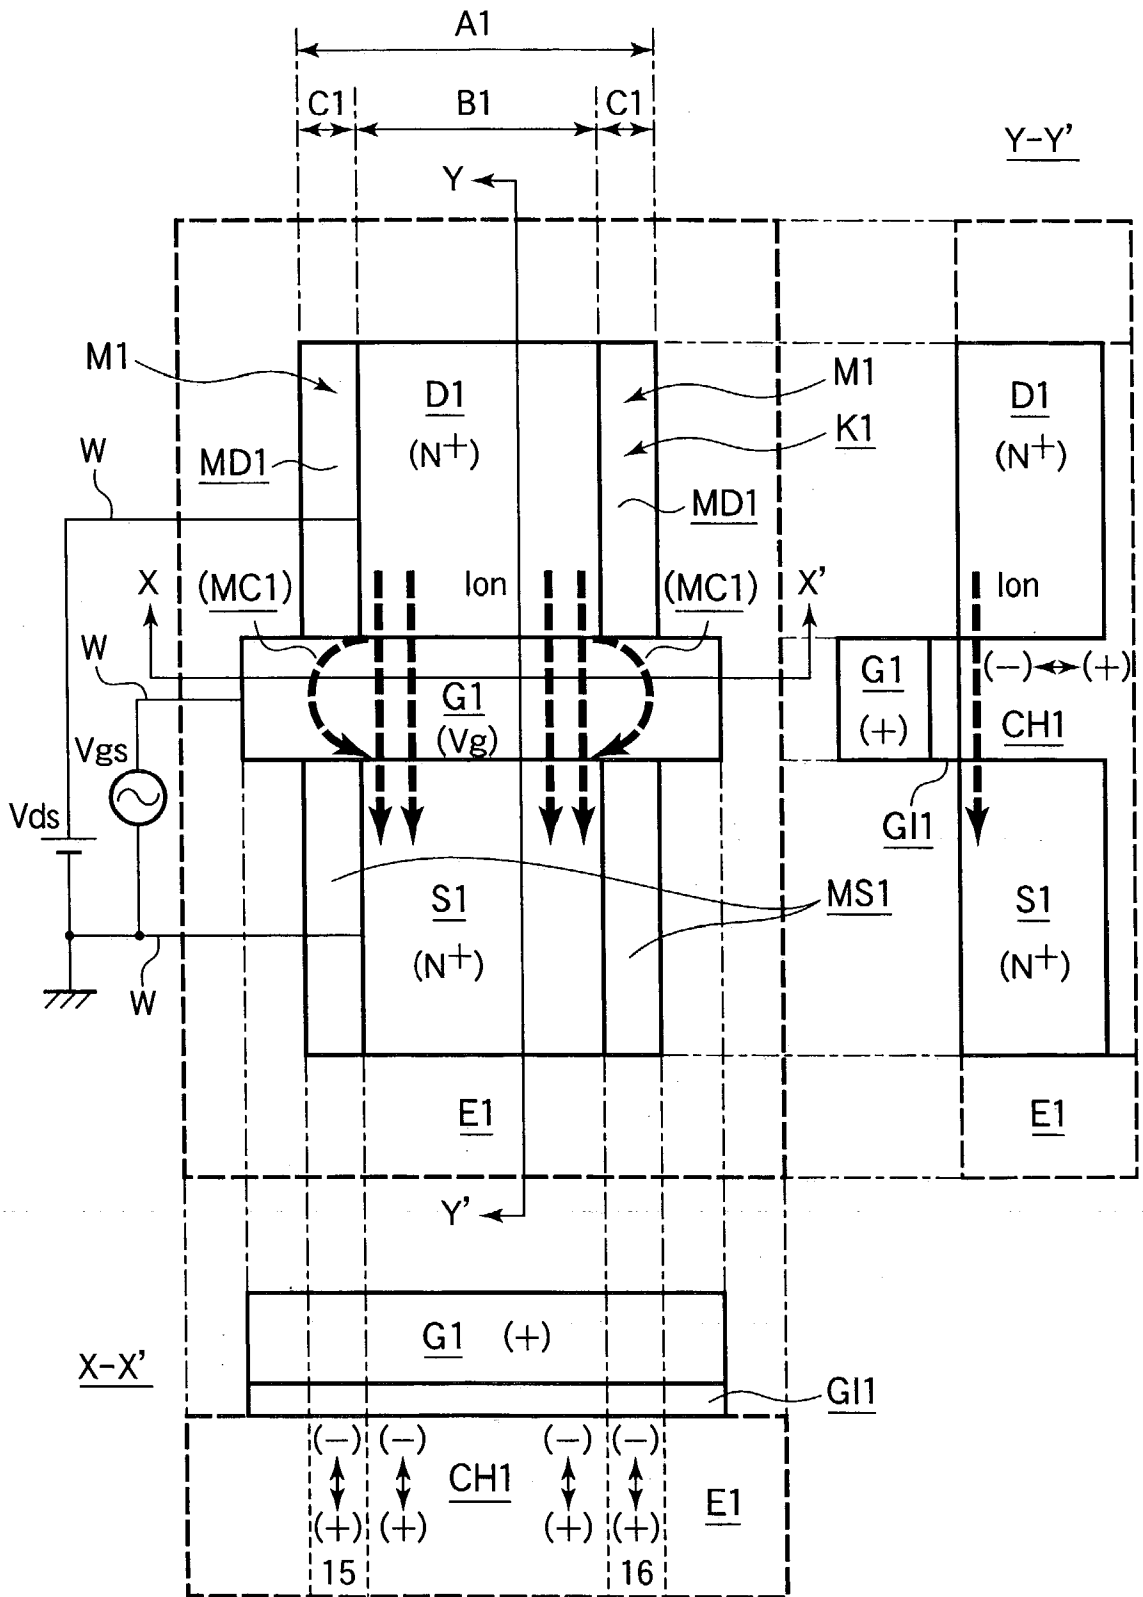 A1
C1 B1 C1
Y-Y'
Y
M1 D1 M1 D1
(N+) K1 (N+)
MD1
W MD1
X (MC1) Ion (MC1) X' Ion
W (-) (+)
G1 G1
(Vg) (+) CH1
Vgs
Vds GI1
S1 MS1 S1
(N+) (N+)
W
E1 E1
Y'
G1 (+)
X-X'
GI1
(-) (-) (-) (-)
CH1
E1
(+) (+) (+) (+)
15 16